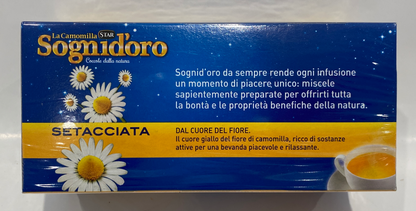 La Camomilla STAR
Sognid'oro
Coccole dalla natura
Sognid'oro da sempre rende ogni infusione
un momento di piacere unico: miscele
sapientemente preparate per offrirti tutta
la bontà e le proprietà benefiche della natura.
SETACCIATA
DAL CUORE DEL FIORE.
Il cuore giallo del fiore di camomilla, ricco di sostanze
attive per una bevanda piacevole e rilassante.